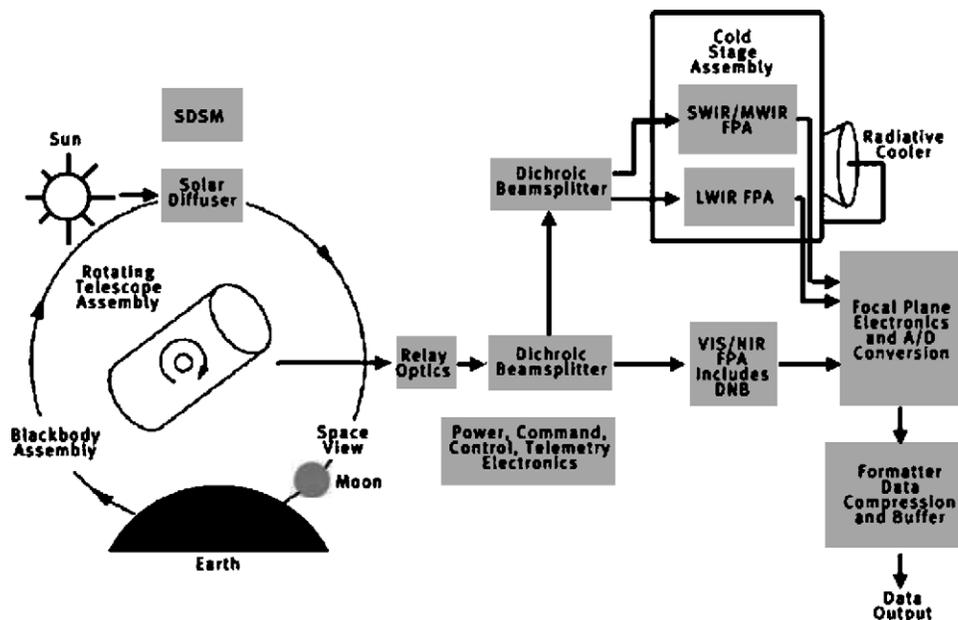 Cold
Stage
Assembly
SDSM
SWIR/MWIR
FPA
Sun
Radiative
Cooler
Solar
Diffuser
Dichroic
Beamsplitter
LWIR FPA
Rotating
Telescope
Assembly
Focal Plane
Electronics
and A/D
Conversion
Relay
Optics
Dichroic
Beamsplitter
VIS/NIR
FPA
Includes
DNB
Blackbody
Assembly
Space
View
Power, Command,
Control, Telemetry
Electronics
Moon
Formatter
Data
Compression
and Buffer
Earth
Data
Output